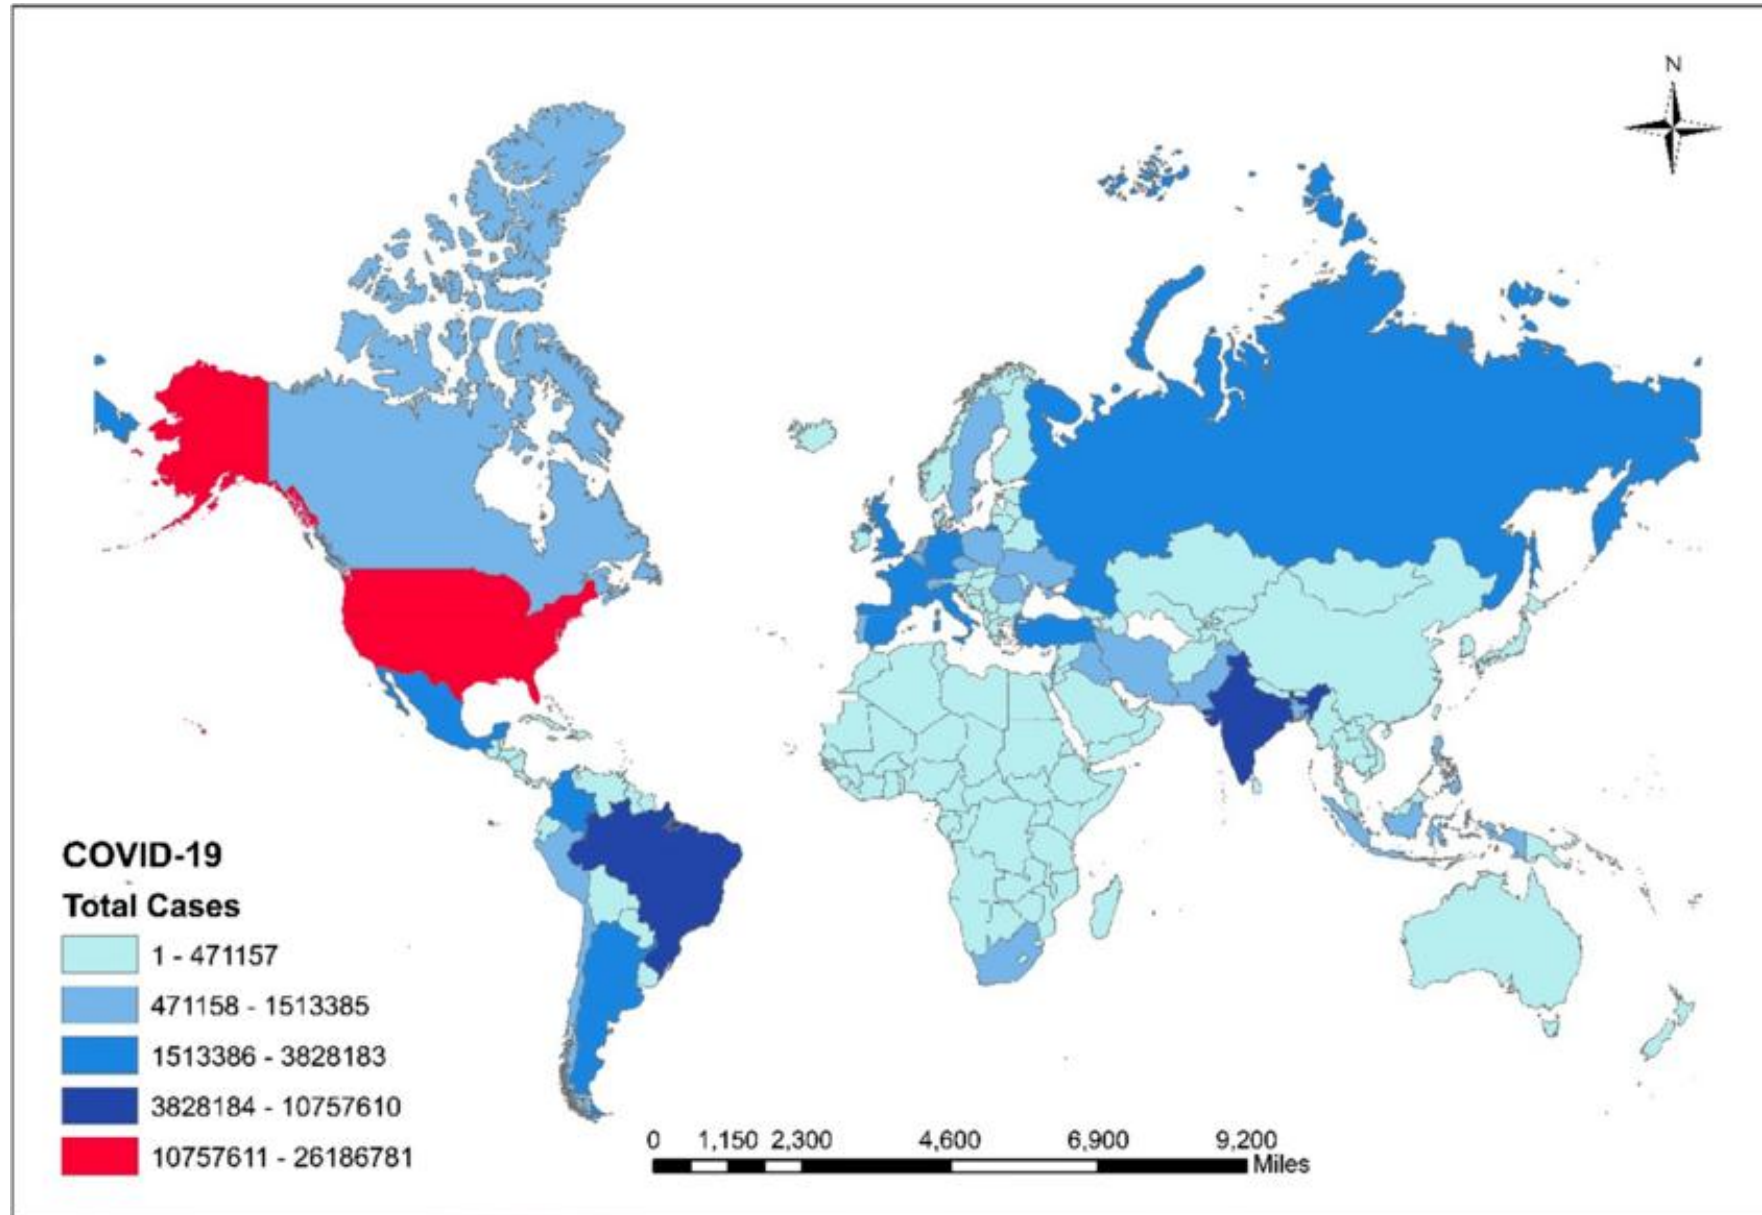 N
COVID-19
Total Cases
1 - 471157
471158 - 1513385
1513386 - 3828183
3828184 - 10757610
10757611 - 26186781
0 1,150 2,300 4,600 6,900 9,200
Miles